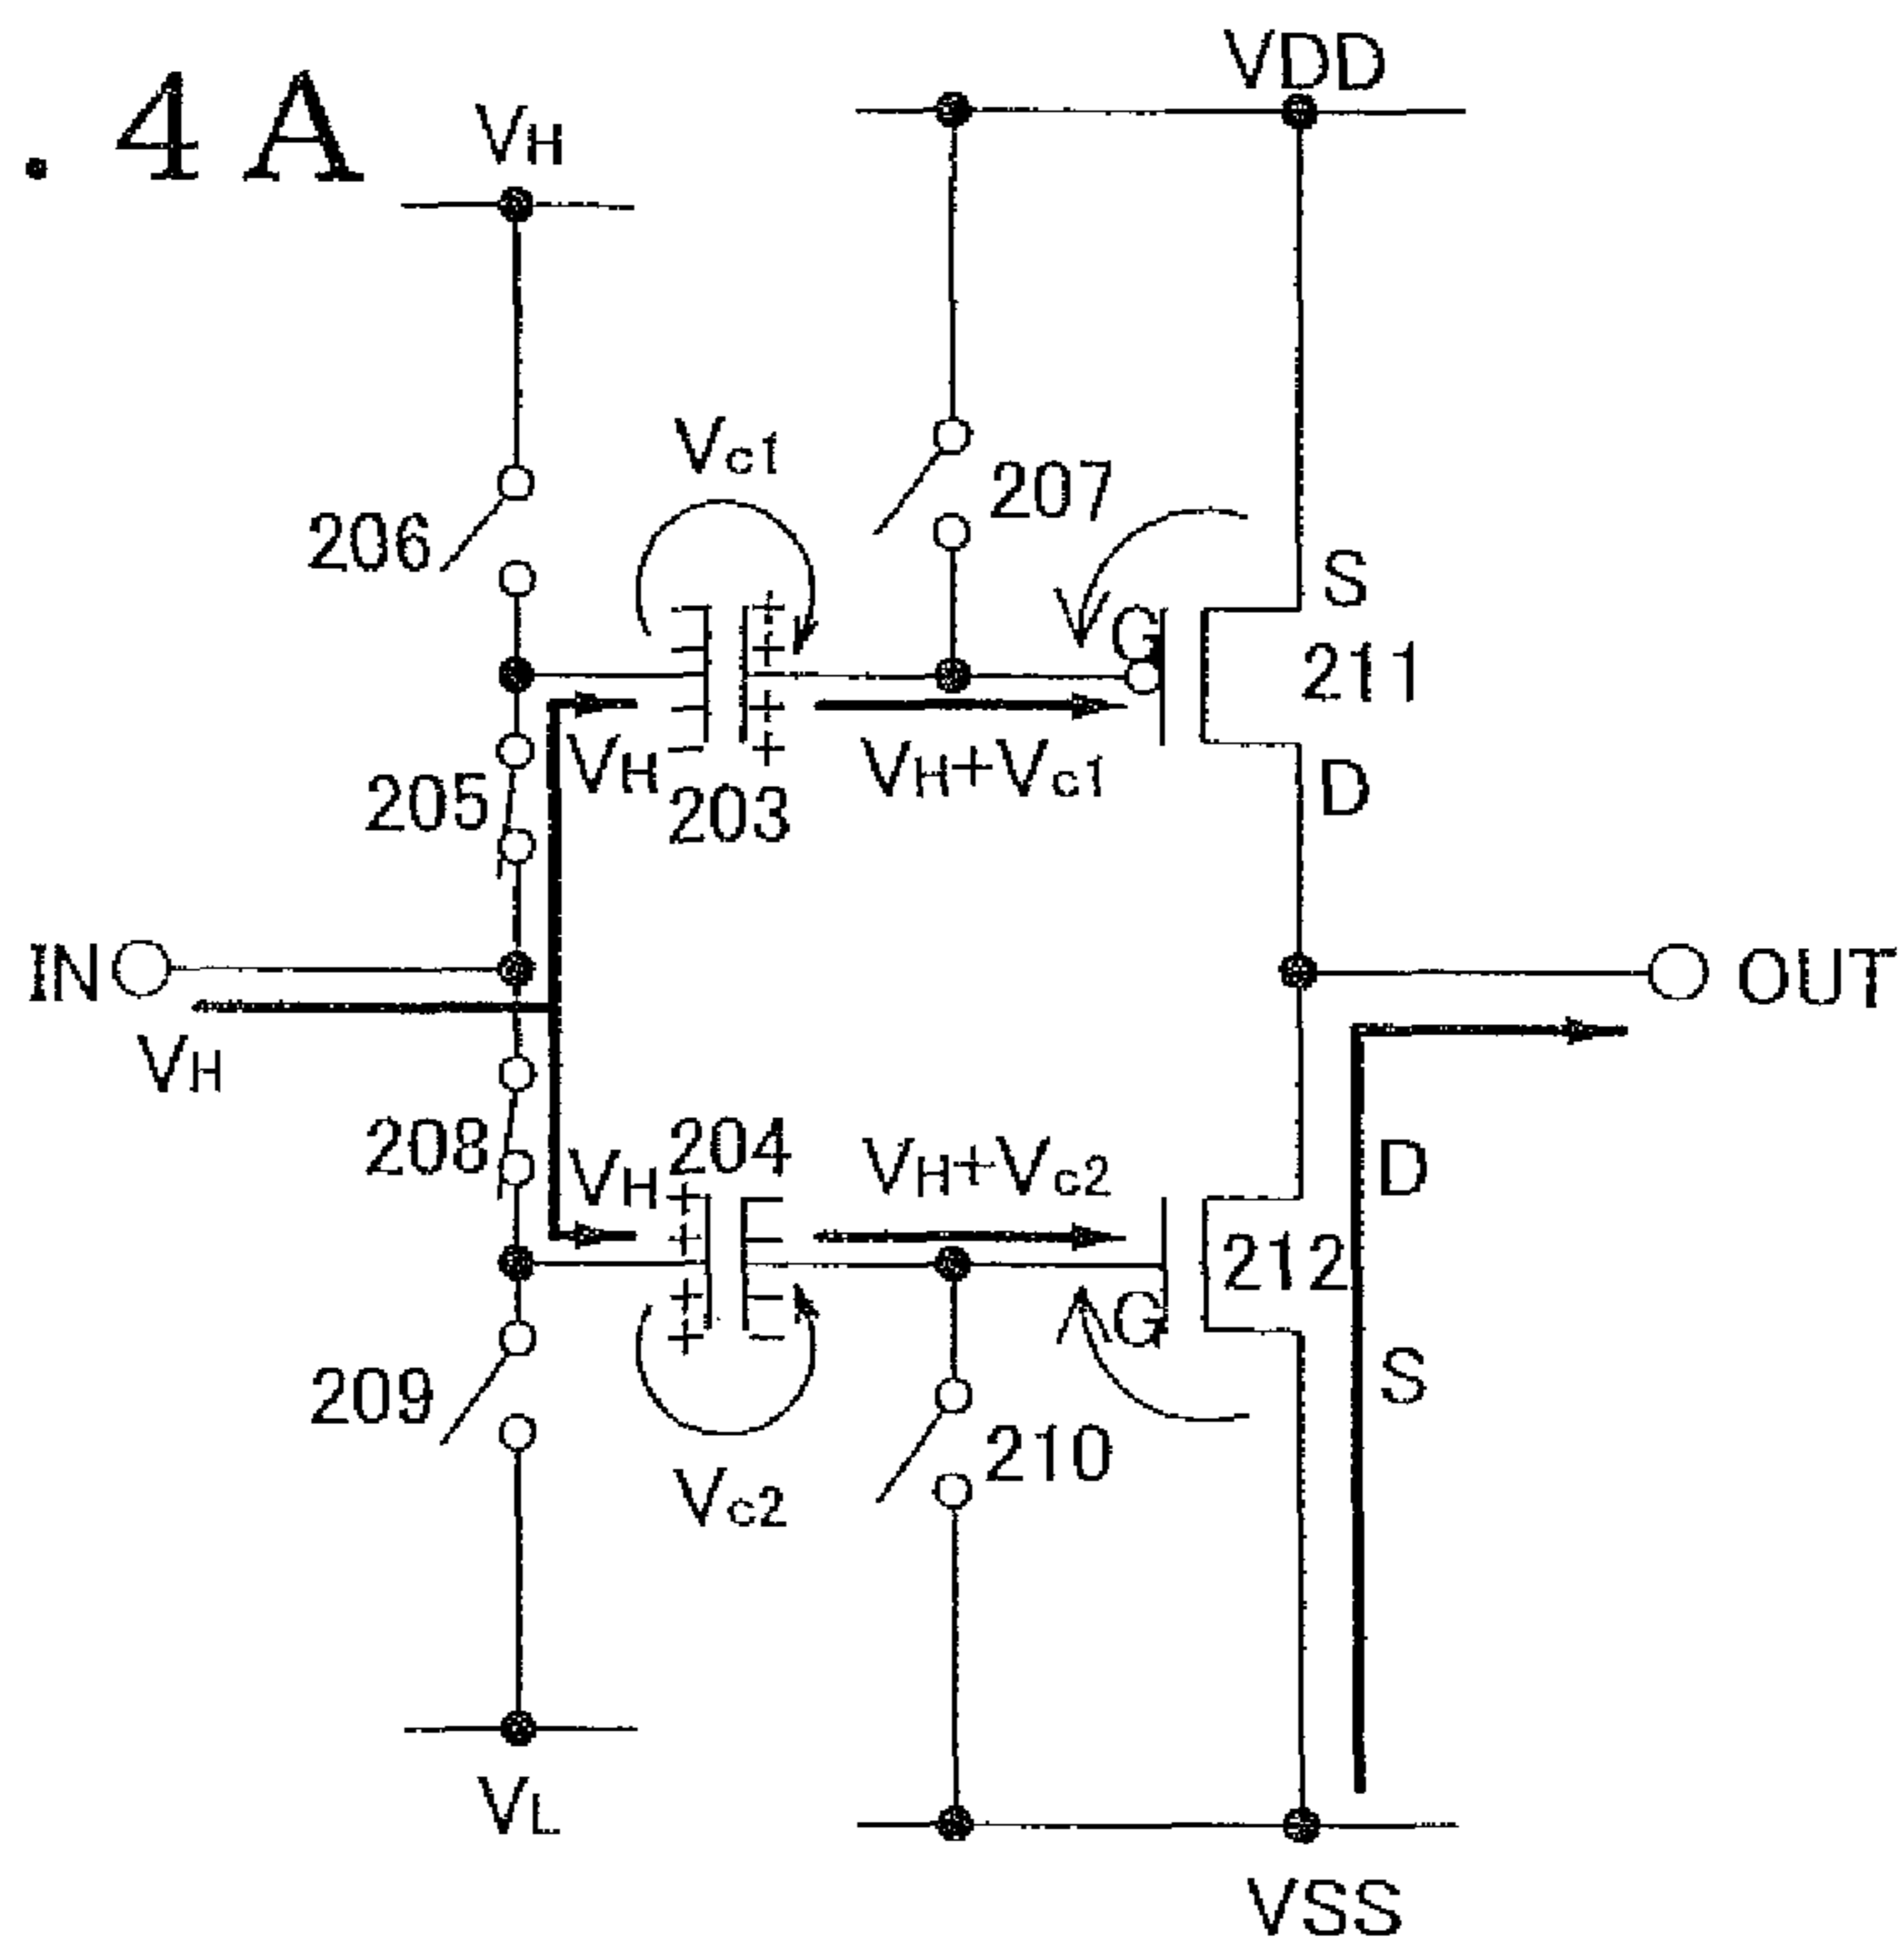 . 4 A
VDD
VH
Vc1
207
206
S
G
211
VH
VH+Vc1
D
205
203
IN
OUT
VH
208
204
VH
VH+Vc2
D
212
G
S
209
210
Vc2
VL
VSS